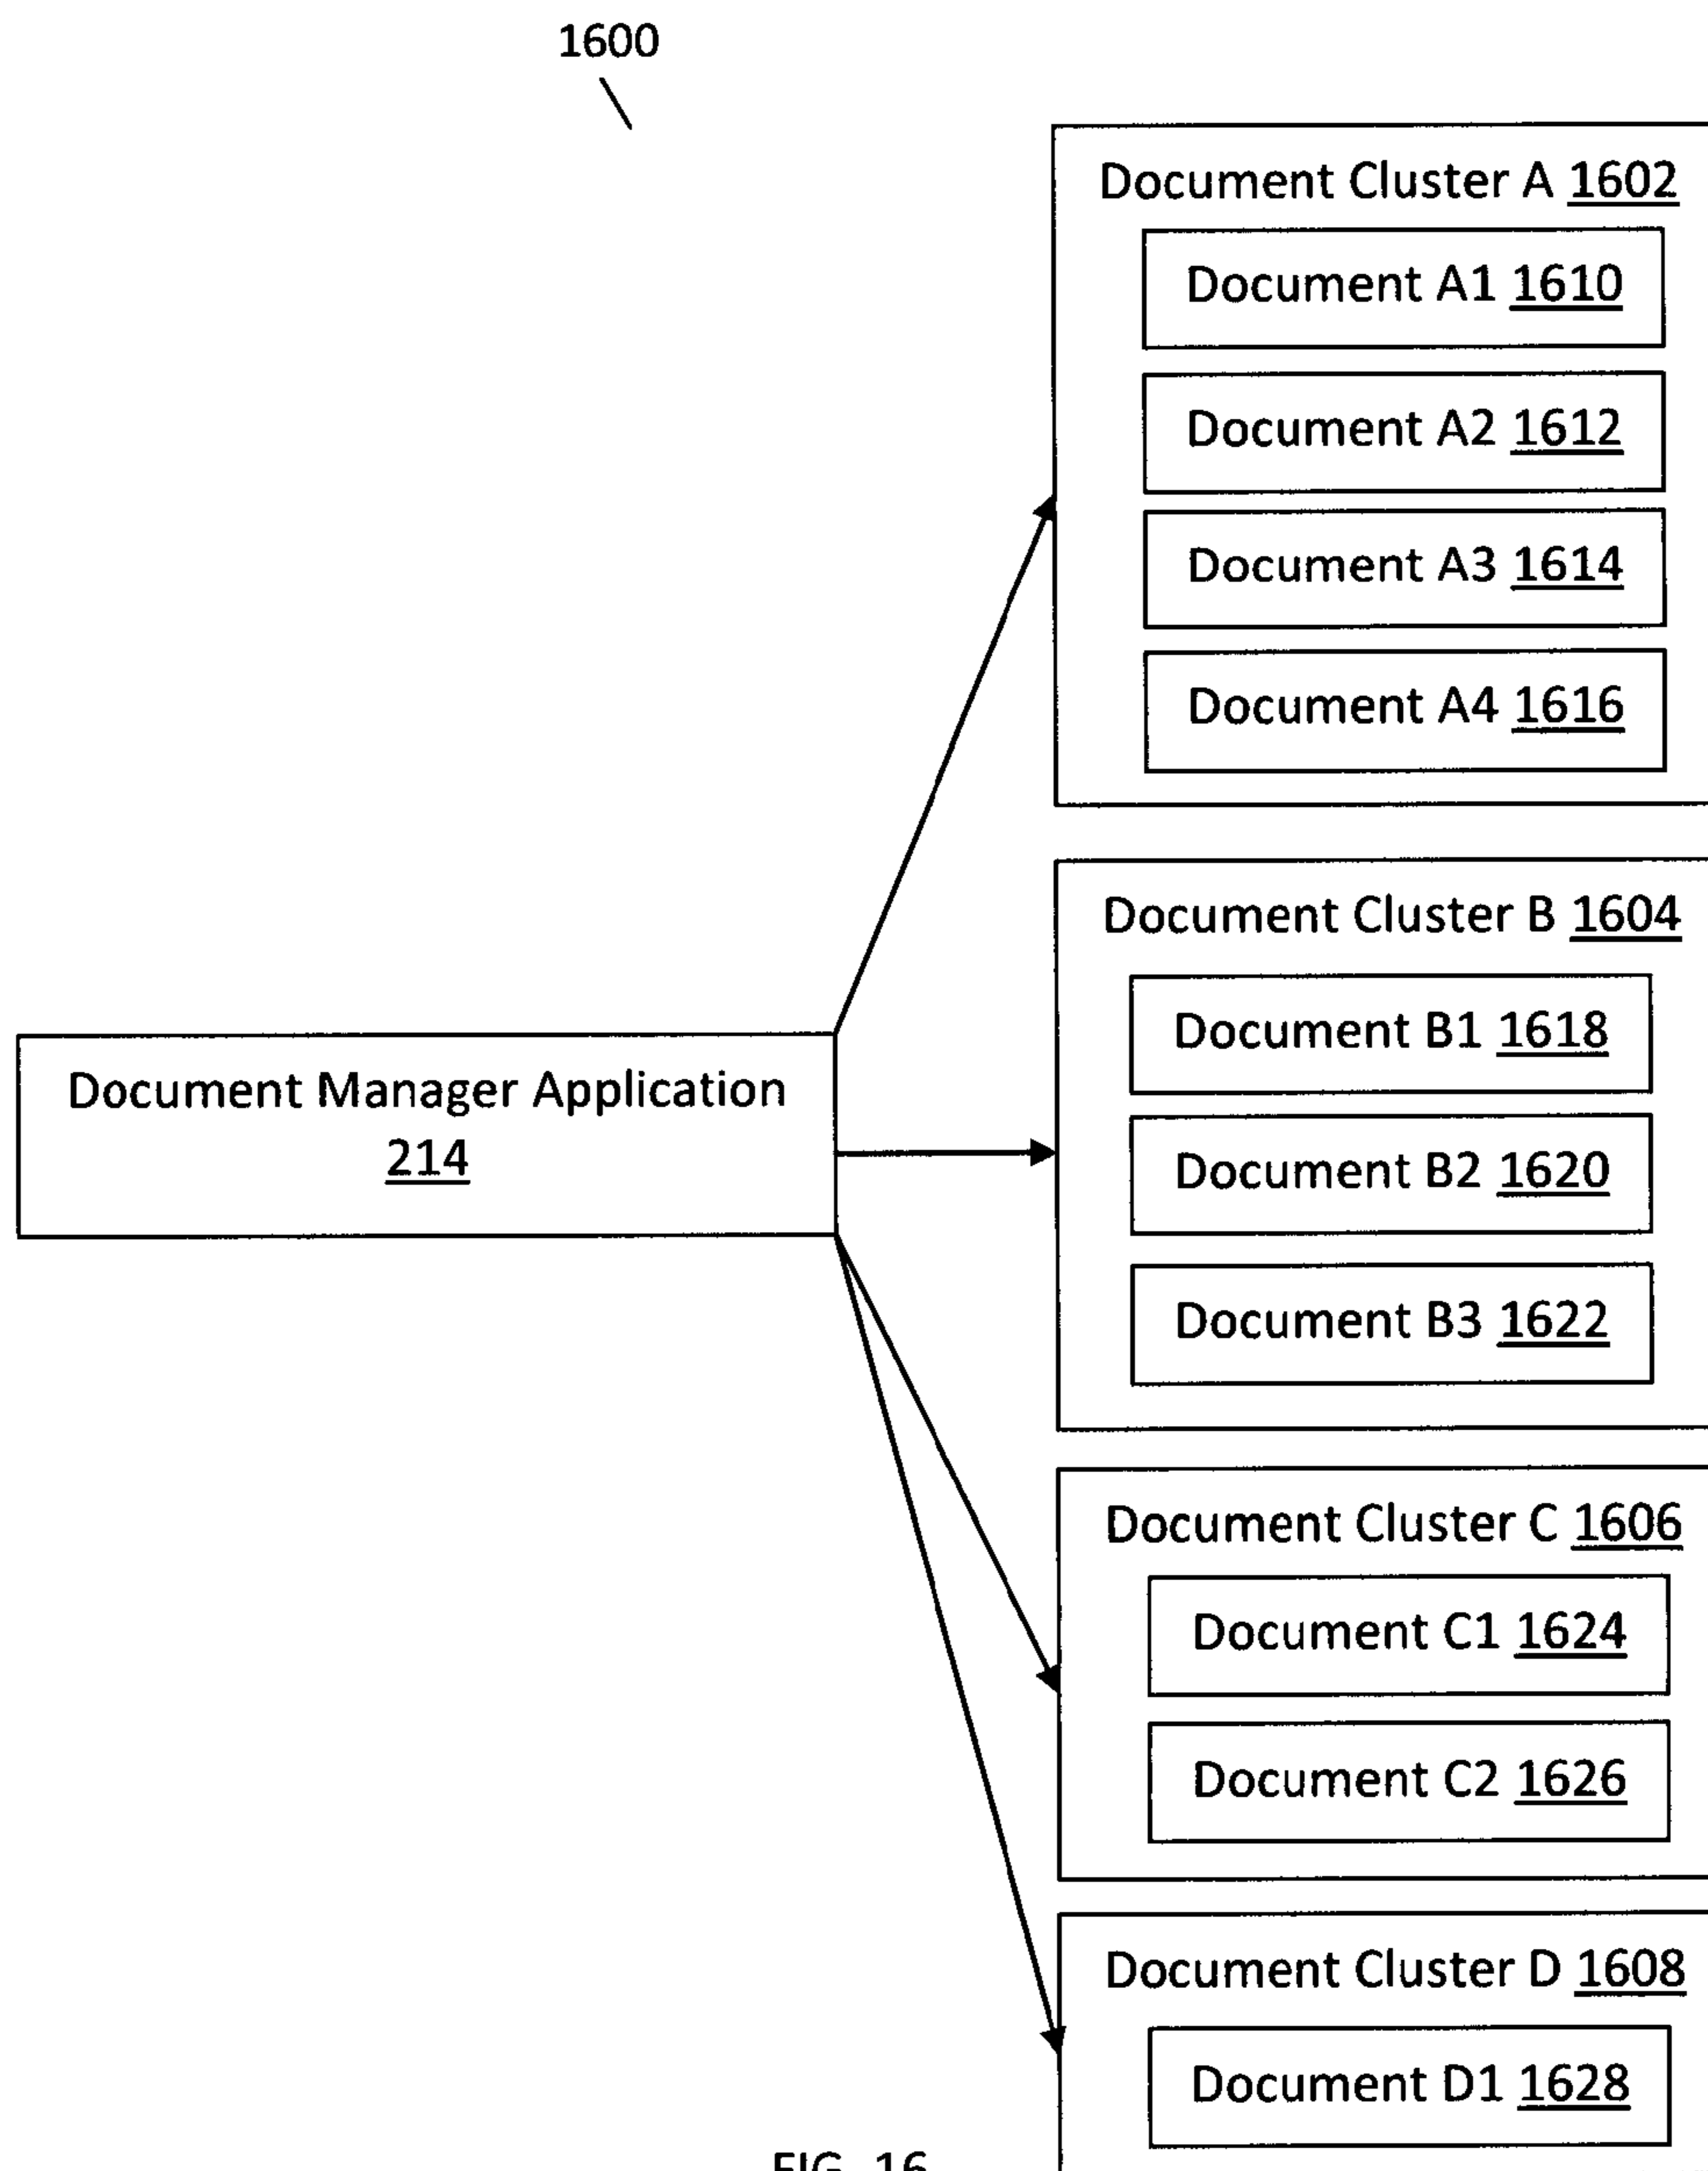 1600
Document Cluster A 1602
Document A1 1610
Document A2 1612
Document A3 1614
Document A4 1616
Document Cluster B 1604
Document B1 1618
Document B2 1620
Document B3 1622
Document Manager Application
214
Document Cluster C 1606
Document C1 1624
Document C2 1626
Document Cluster D 1608
Document D1 1628
FIG. 16